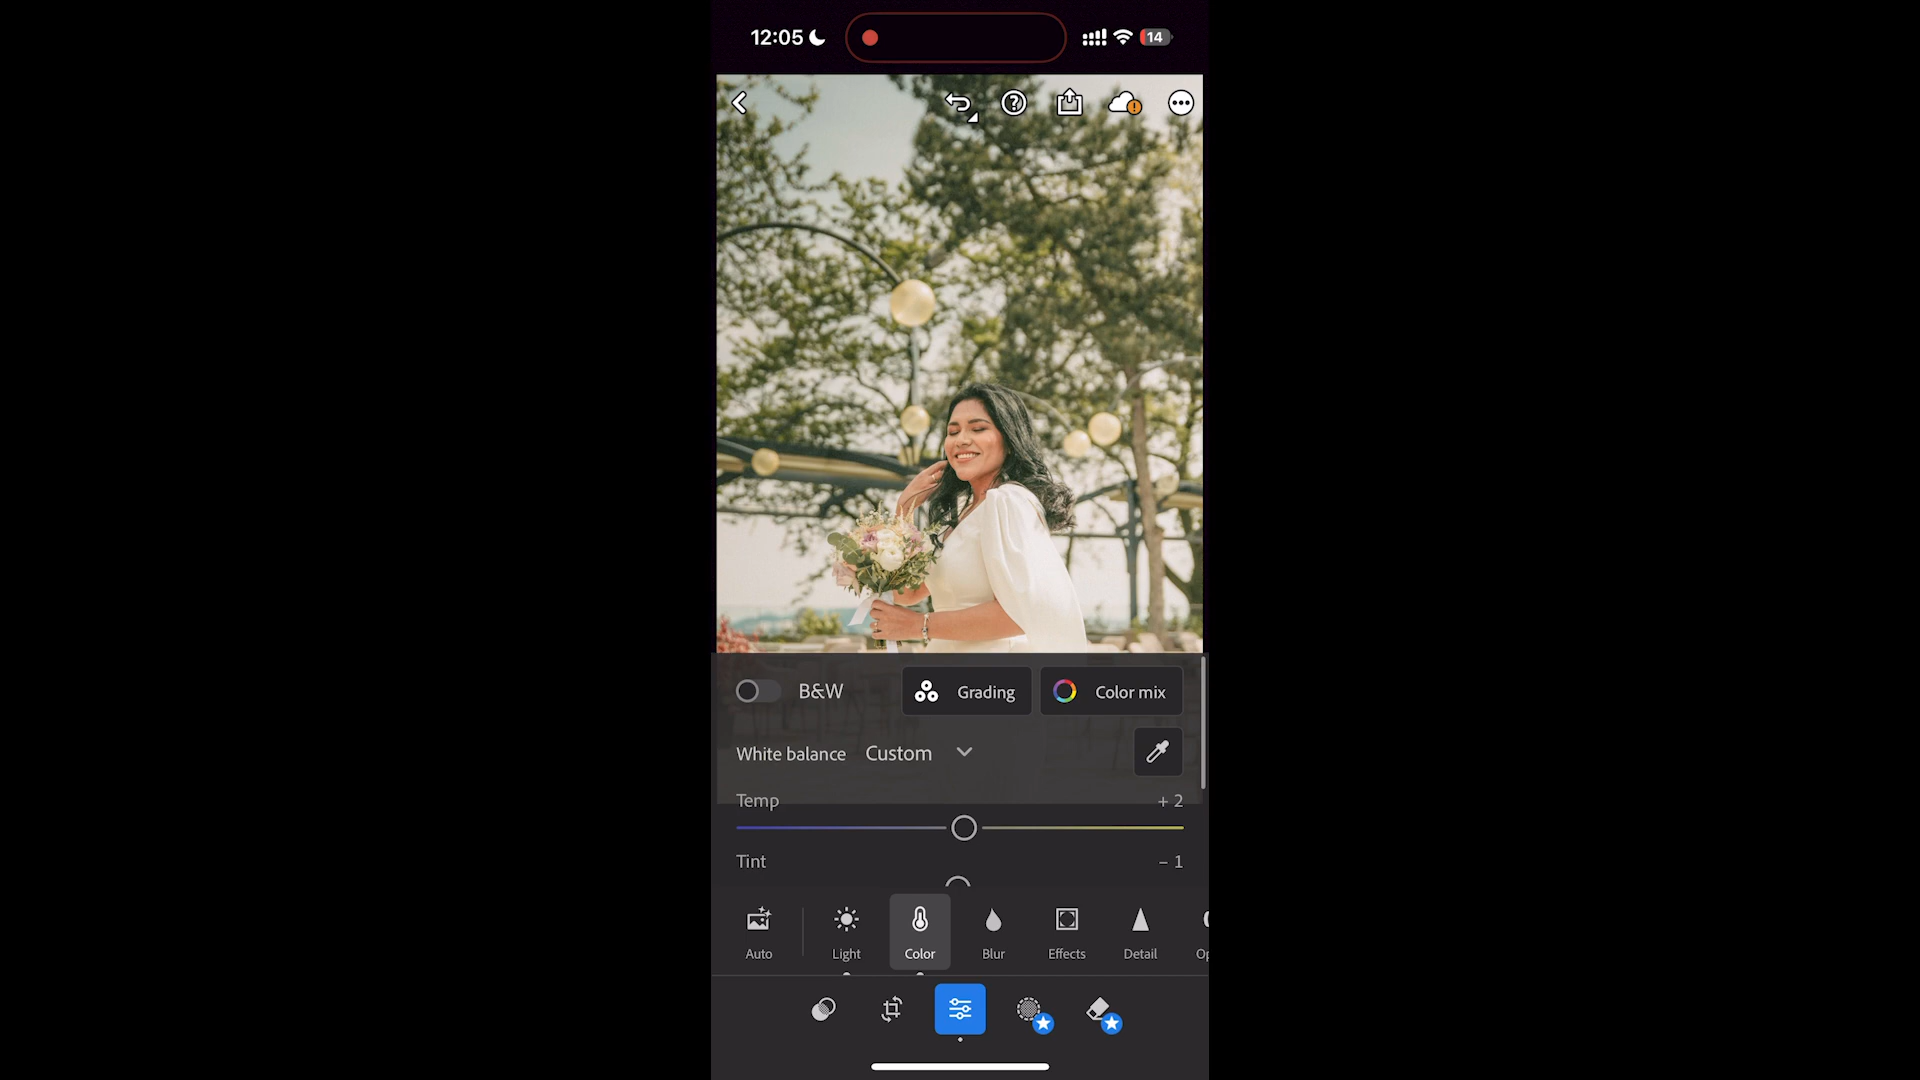 12:05
14
B&W
Grading
Color mix
White balance Custom
Temp + 2
Tint – 1
Auto Light Color Blur Effects Detail